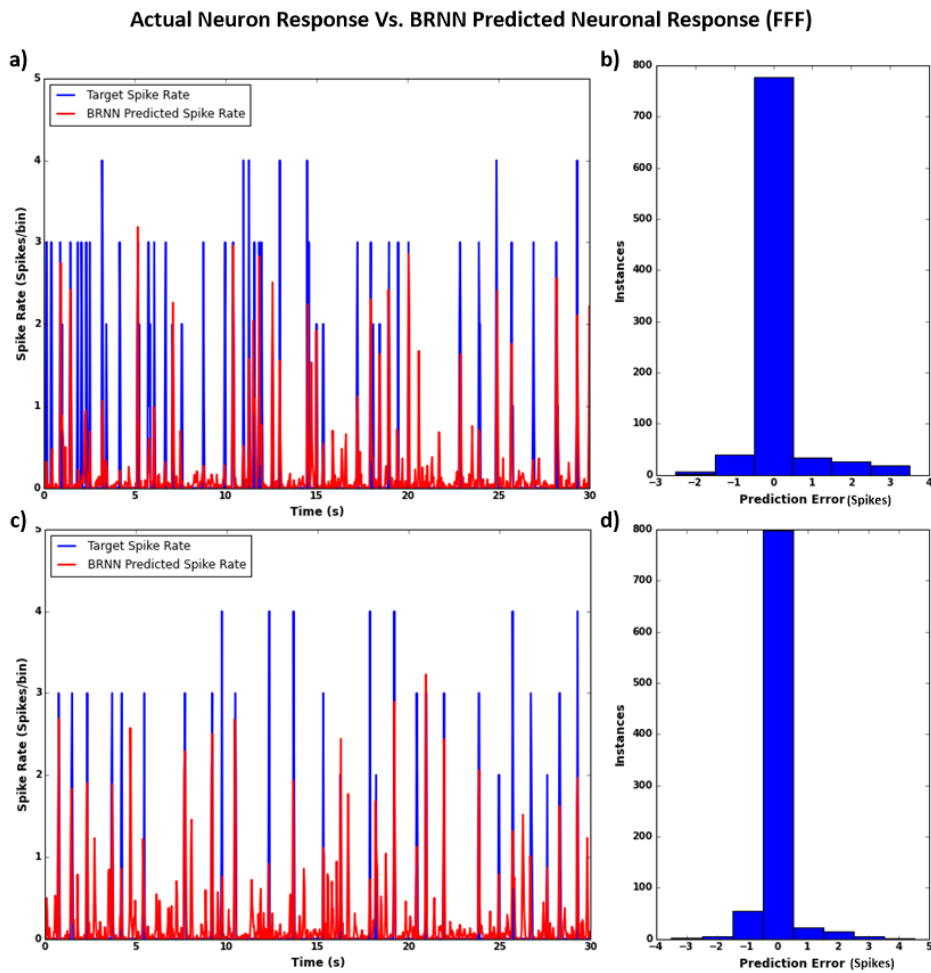 Actual Neuron Response Vs. BRNN Predicted Neuronal Response (FFF)
a)
5
4
3
2
1
0
Spike Rate (Spikes/bin)
Target Spike Rate
BRNN Predicted Spike Rate
0 5 10 15 20 25 30
Time (s)
b)
800
700
600
500
400
300
200
100
0
Instances
−3 −2 −1 0 1 2 3 4
Prediction Error (Spikes)
c)
5
4
3
2
1
0
Spike Rate (Spikes/bin)
Target Spike Rate
BRNN Predicted Spike Rate
0 5 10 15 20 25 30
Time (s)
d)
800
700
600
500
400
300
200
100
0
Instances
−4 −3 −2 −1 0 1 2 3 4 5
Prediction Error (Spikes)